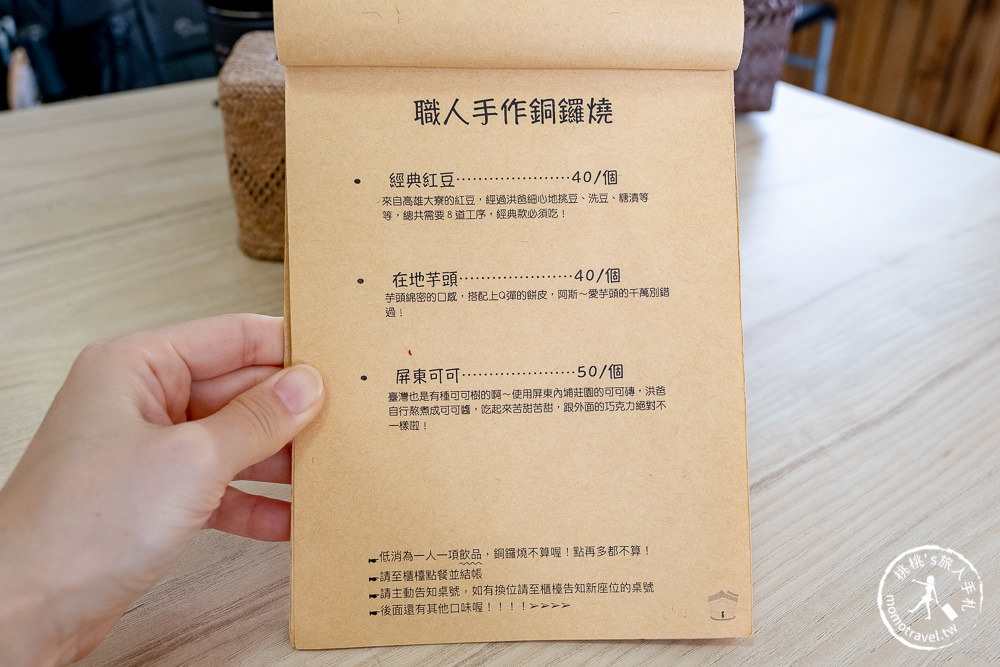 職人手作銅鑼燒
經典紅豆·····················40/個
來自高雄大寮的紅豆，經過洪爸細心地挑豆、洗豆、糖漬等
等，總共需要8道工序，經典款必須吃！
在地芋頭·····················40/個
芋頭綿密的口感，搭配上Q彈的餅皮，阿斯～愛芋頭的千萬別錯
過！
屏東可可·····················50/個
臺灣也是有種可可樹的啊～使用屏東內埔莊園的可可磚，洪爸
自行熬煮成可可醬，吃起來苦甜苦甜，跟外面的巧克力絕對不
一樣啦！
低消為一人一項飲品，銅鑼燒不算喔！點再多都不算！
請至櫃檯點餐並結帳
請主動告知桌號，如有換位請至櫃檯告知新座位的桌號
後面還有其他口味喔！！！！➢➢➢➢
桃桃's旅人手札
momotravel.tw